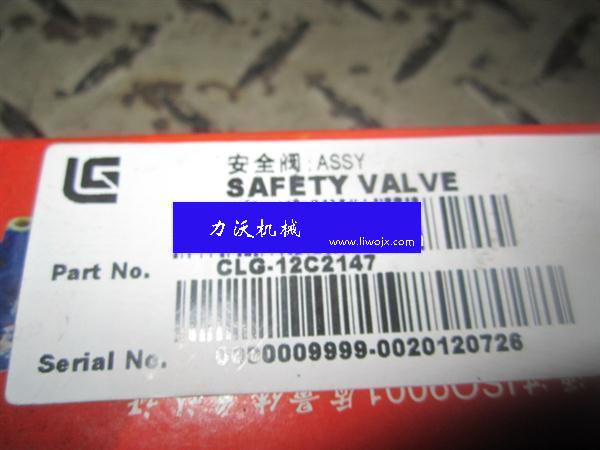 安全阀:ASSY
SAFETY VALVE
力沃机械
www.liwojx.com
Part No. CLG-12C2147
Serial No. 0000009999-0020120726